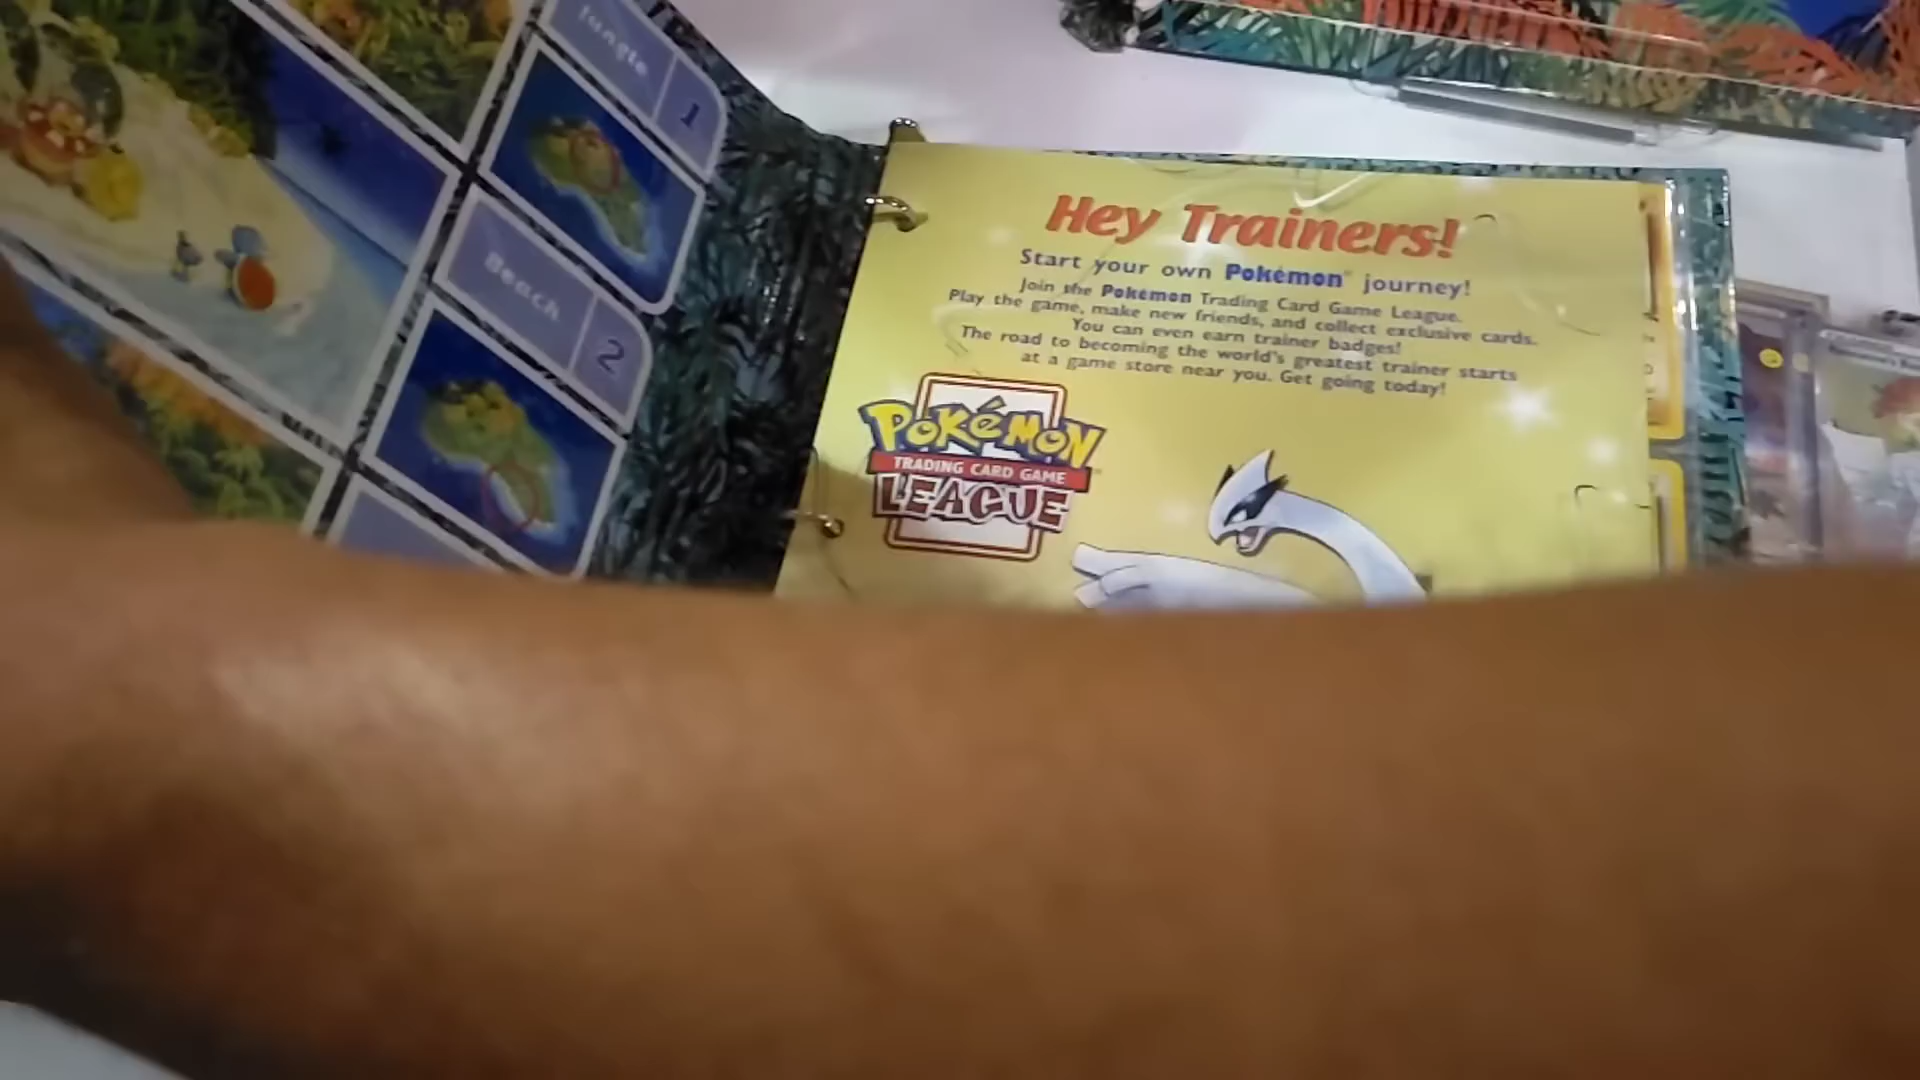 Jungle
1
Beach
2
Hey Trainers!
Start your own Pokémon® journey!
Join the Pokémon Trading Card Game League.
Play the game, make new friends, and collect exclusive cards.
You can even earn trainer badges!
The road to becoming the world's greatest trainer starts
at a game store near you. Get going today!
POKéMON
TRADING CARD GAME
LEAGUE